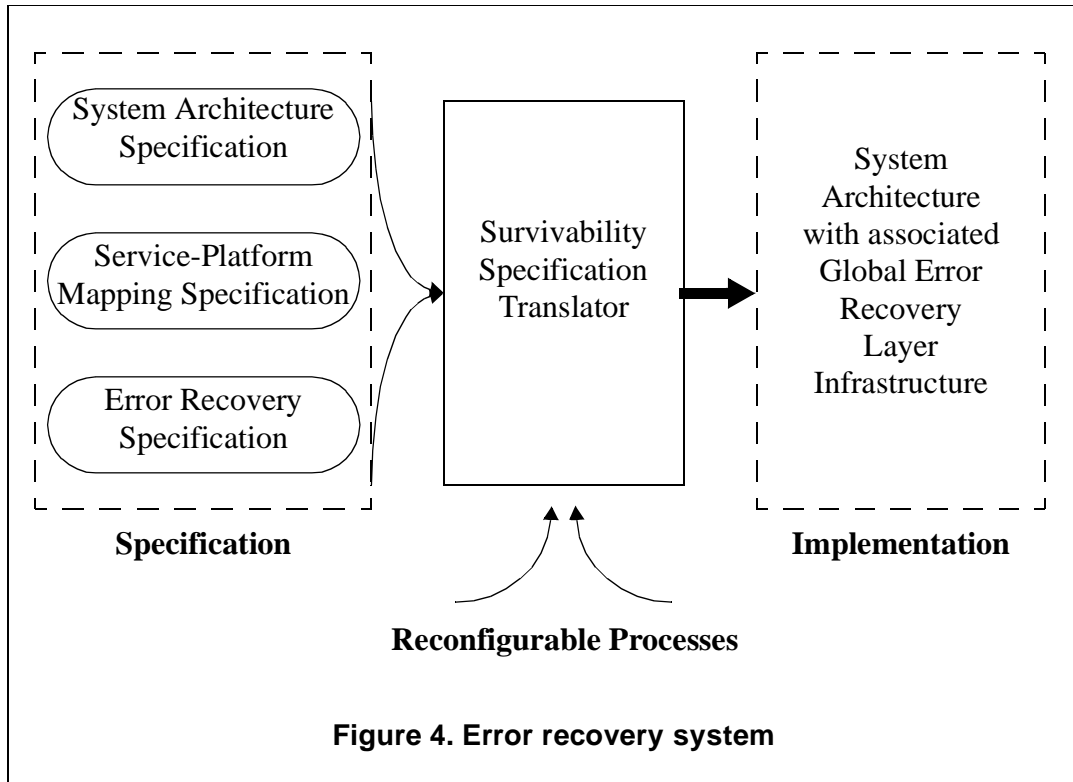 System Architecture
Specification
Service-Platform
Mapping Specification
Error Recovery
Specification
Specification
Survivability
Specification
Translator
System
Architecture
with associated
Global Error
Recovery
Layer
Infrastructure
Implementation
Reconfigurable Processes
Figure 4. Error recovery system